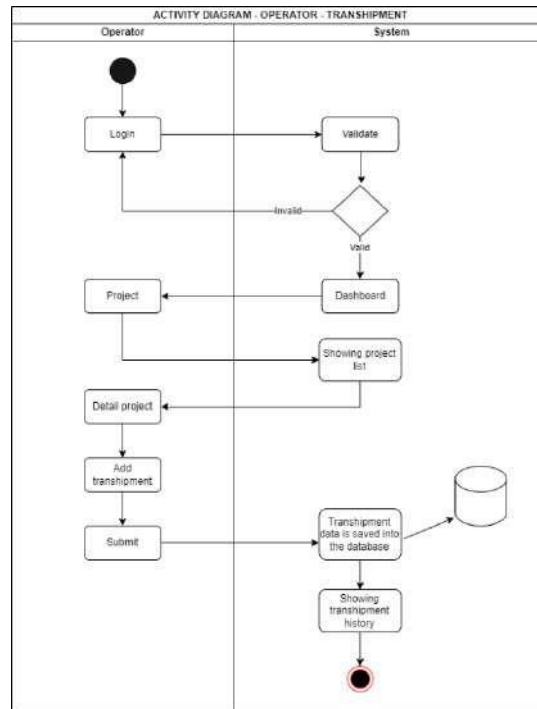 ACTIVITY DIAGRAM - OPERATOR - TRANSHIPMENT
Operator
System
Login
Validate
Invalid
Valid
Project
Dashboard
Showing project
list
Detail project
Add
transhipment
Submit
Transhipment
data is saved into
the database
Showing
transhipment
history